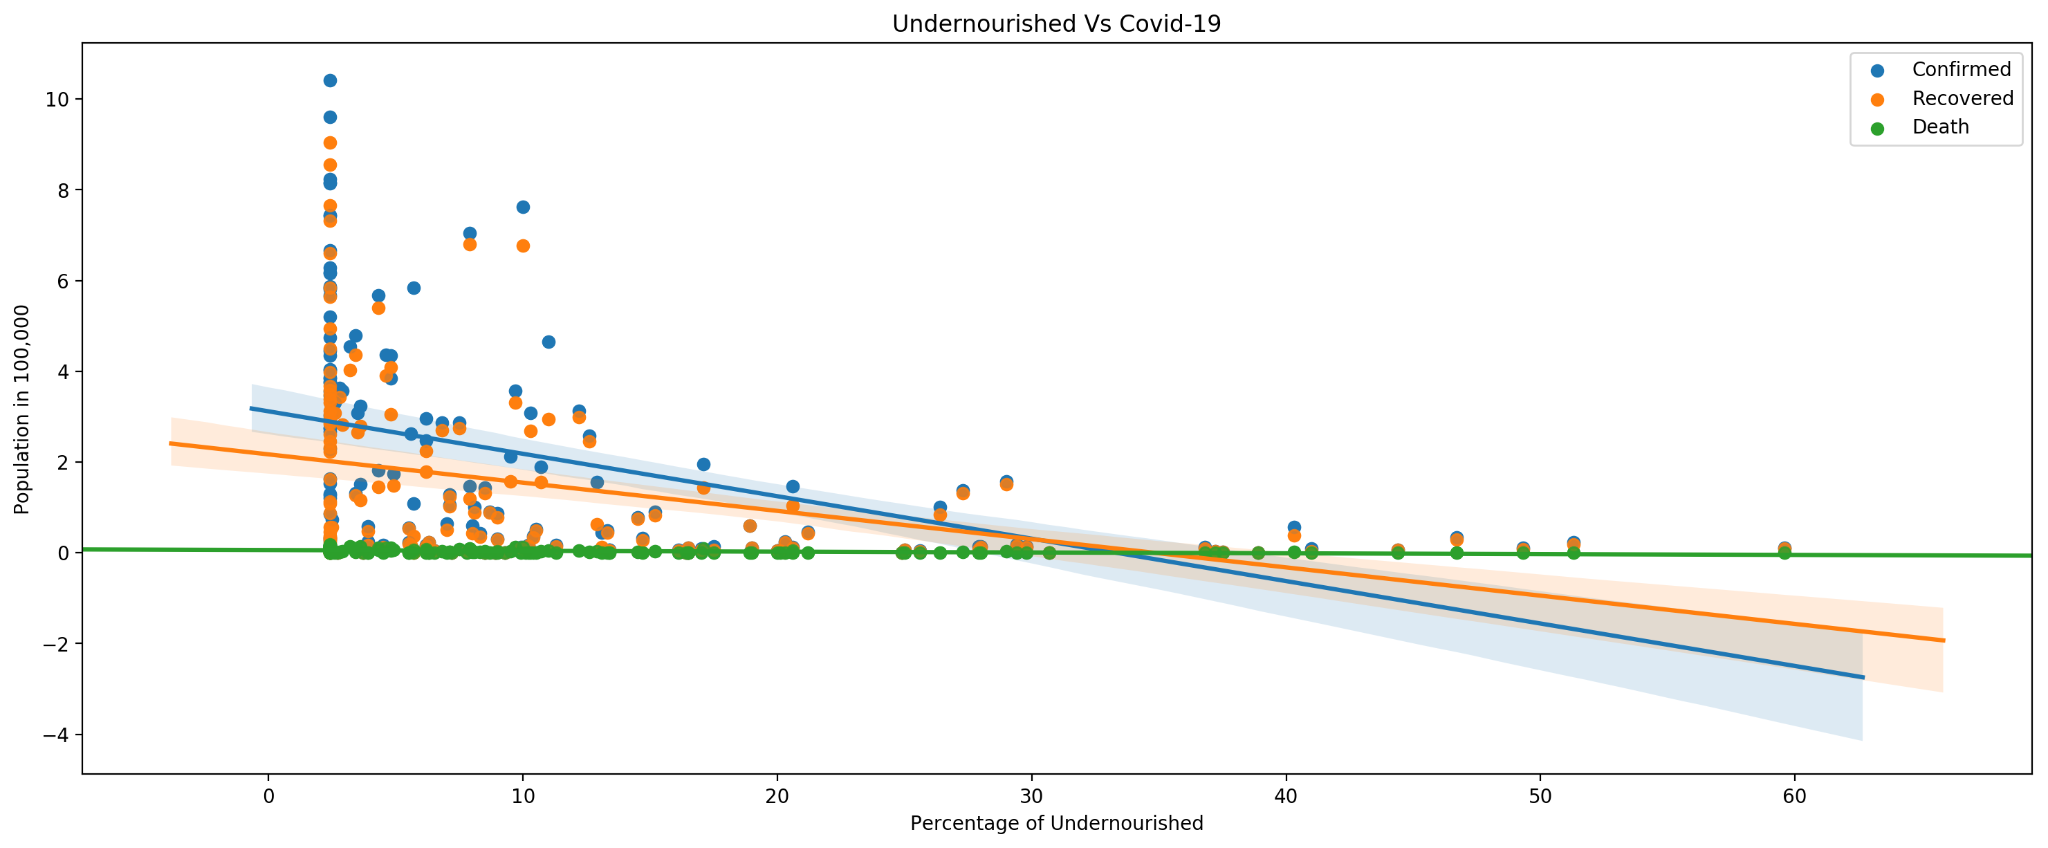 Undernourished Vs Covid-19
Confirmed
Recovered
Death
10
8
6
4
2
0
−2
−4
Population in 100,000
0 10 20 30 40 50 60
Percentage of Undernourished